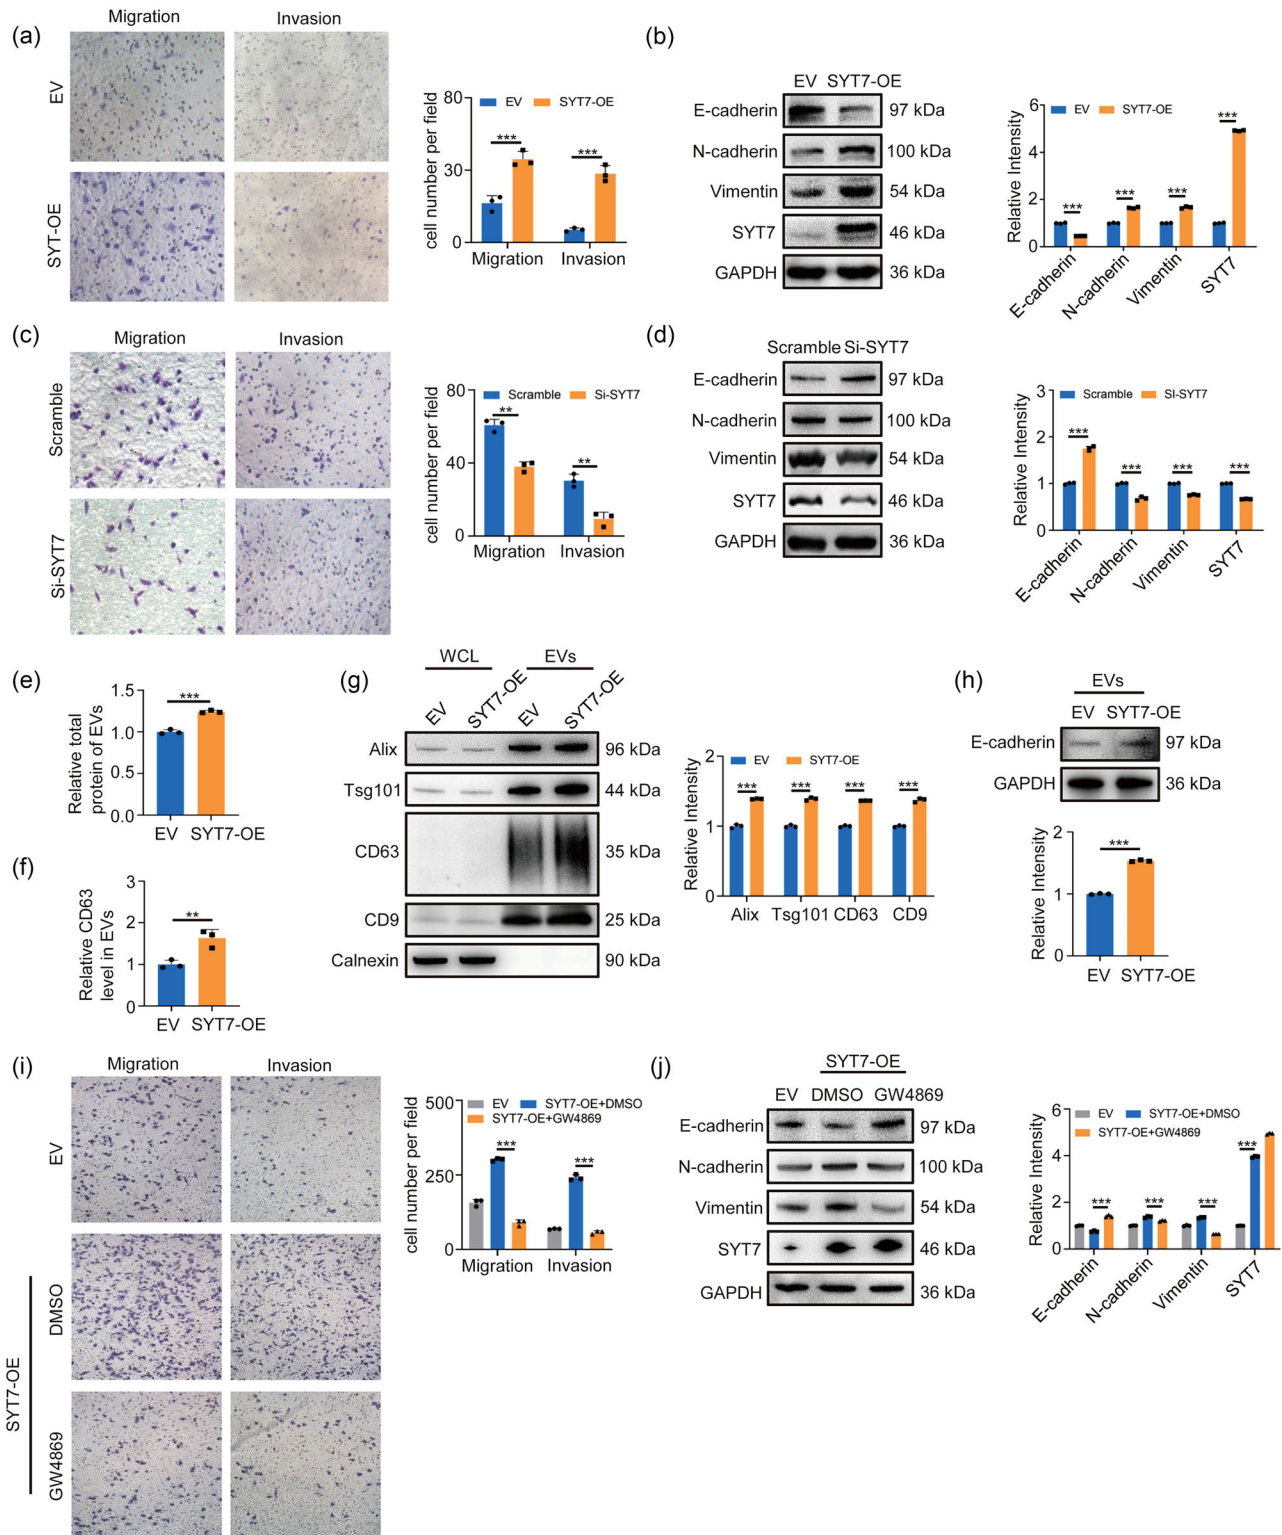 (a)
Migration
Invasion
EV
SYT-OE
cell number per field
80
30
0
EV
SYT7-OE
***
***
Migration
Invasion
(b)
EV SYT7-OE
E-cadherin
97 kDa
N-cadherin
100 kDa
Vimentin
54 kDa
SYT7
46 kDa
GAPDH
36 kDa
Relative Intensity
6
4
2
0
EV
SYT7-OE
***
***
***
***
E-cadherin
N-cadherin
Vimentin
SYT7
(c)
Migration
Invasion
Scramble
Si-SYT7
cell number per field
80
40
0
Scramble
Si-SYT7
**
**
Migration
Invasion
(d)
Scramble Si-SYT7
E-cadherin
97 kDa
N-cadherin
100 kDa
Vimentin
54 kDa
SYT7
46 kDa
GAPDH
36 kDa
Relative Intensity
3
2
1
0
Scramble
SI-SYT7
***
***
***
***
E-cadherin
N-cadherin
Vimentin
SYT7
(e)
Relative total
protein of EVs
1.5
1.0
0.5
0.0
***
EV
SYT7-OE
(f)
Relative CD63
level in EVs
3
2
1
0
**
EV
SYT7-OE
(g)
WCL
EVs
EV
SYT7-OE
EV
SYT7-OE
Alix
96 kDa
Tsg101
44 kDa
CD63
35 kDa
CD9
25 kDa
Calnexin
90 kDa
Relative Intensity
2
1
0
EV
SYT7-OE
***
***
***
***
Alix
Tsg101
CD63
CD9
(h)
EVs
EV SYT7-OE
E-cadherin
97 kDa
GAPDH
36 kDa
Relative Intensity
2
1
0
***
EV
SYT7-OE
(i)
Migration
Invasion
EV
SYT7-OE
DMSO
GW4869
cell number per field
500
250
0
EV
SYT7-OE+DMSO
SYT7-OE+GW4869
***
***
Migration
Invasion
(j)
SYT7-OE
EV DMSO GW4869
E-cadherin
97 kDa
N-cadherin
100 kDa
Vimentin
54 kDa
SYT7
46 kDa
GAPDH
36 kDa
Relative Intensity
6
4
2
0
EV
SYT7-OE+DMSO
SYT7-OE+GW4869
***
***
***
***
E-cadherin
N-cadherin
Vimentin
SYT7